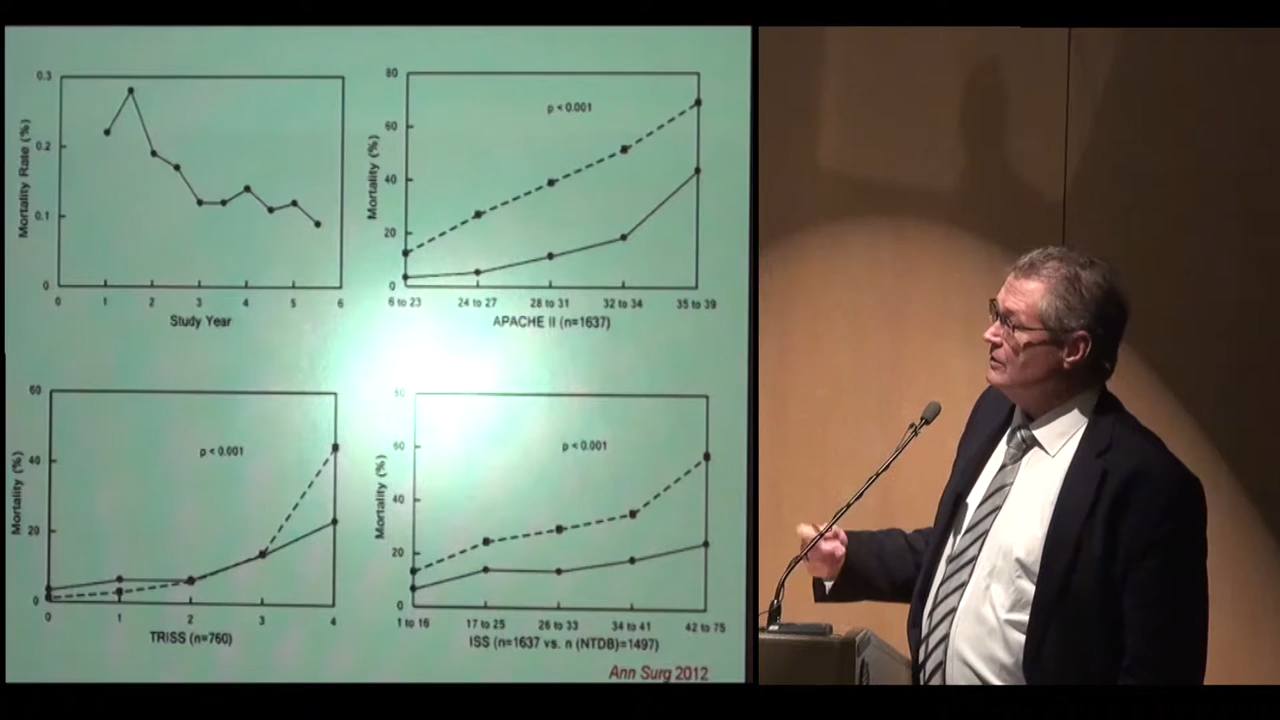 0.3
0.2
0.1
0
Mortality Rate (%)
0 1 2 3 4 5 6
Study Year
80
60
40
20
0
Mortality (%)
p < 0.001
6 to 23 24 to 27 28 to 31 32 to 34 35 to 39
APACHE II (n=1637)
60
40
20
0
Mortality (%)
p < 0.001
0 1 2 3 4
TRISS (n=760)
80
60
40
20
0
Mortality (%)
p < 0.001
1 to 16 17 to 25 26 to 33 34 to 41 42 to 75
ISS (n=1637 vs. n (NTDB)=1497)
Ann Surg 2012